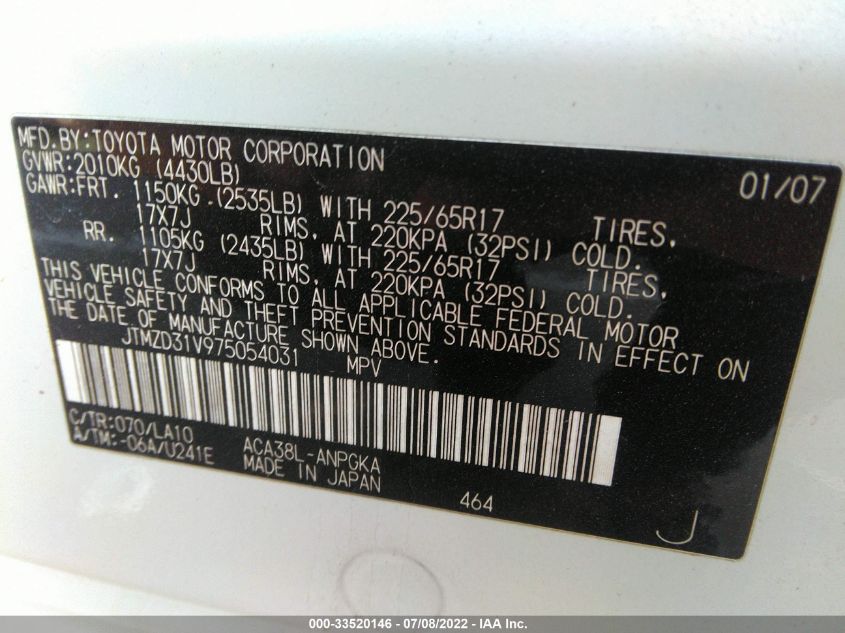 MFD.BY:TOYOTA MOTOR CORPORATION 01/07
GVWR:2010KG (4430LB)
GAWR:FRT. 1150KG (2535LB) WITH 225/65R17 TIRES,
17X7J RIMS, AT 220KPA (32PSI) COLD.
RR. 1105KG (2435LB) WITH 225/65R17 TIRES,
17X7J RIMS, AT 220KPA (32PSI) COLD.
THIS VEHICLE CONFORMS TO ALL APPLICABLE FEDERAL MOTOR
VEHICLE SAFETY AND THEFT PREVENTION STANDARDS IN EFFECT ON
THE DATE OF MANUFACTURE SHOWN ABOVE.
JTMZD31V975054031 MPV
C/TR:070/LA10 ACA38L-ANPGKA
A/TM:-06A/U241E MADE IN JAPAN
464
J
000-33520146 - 07/08/2022 - IAA Inc.